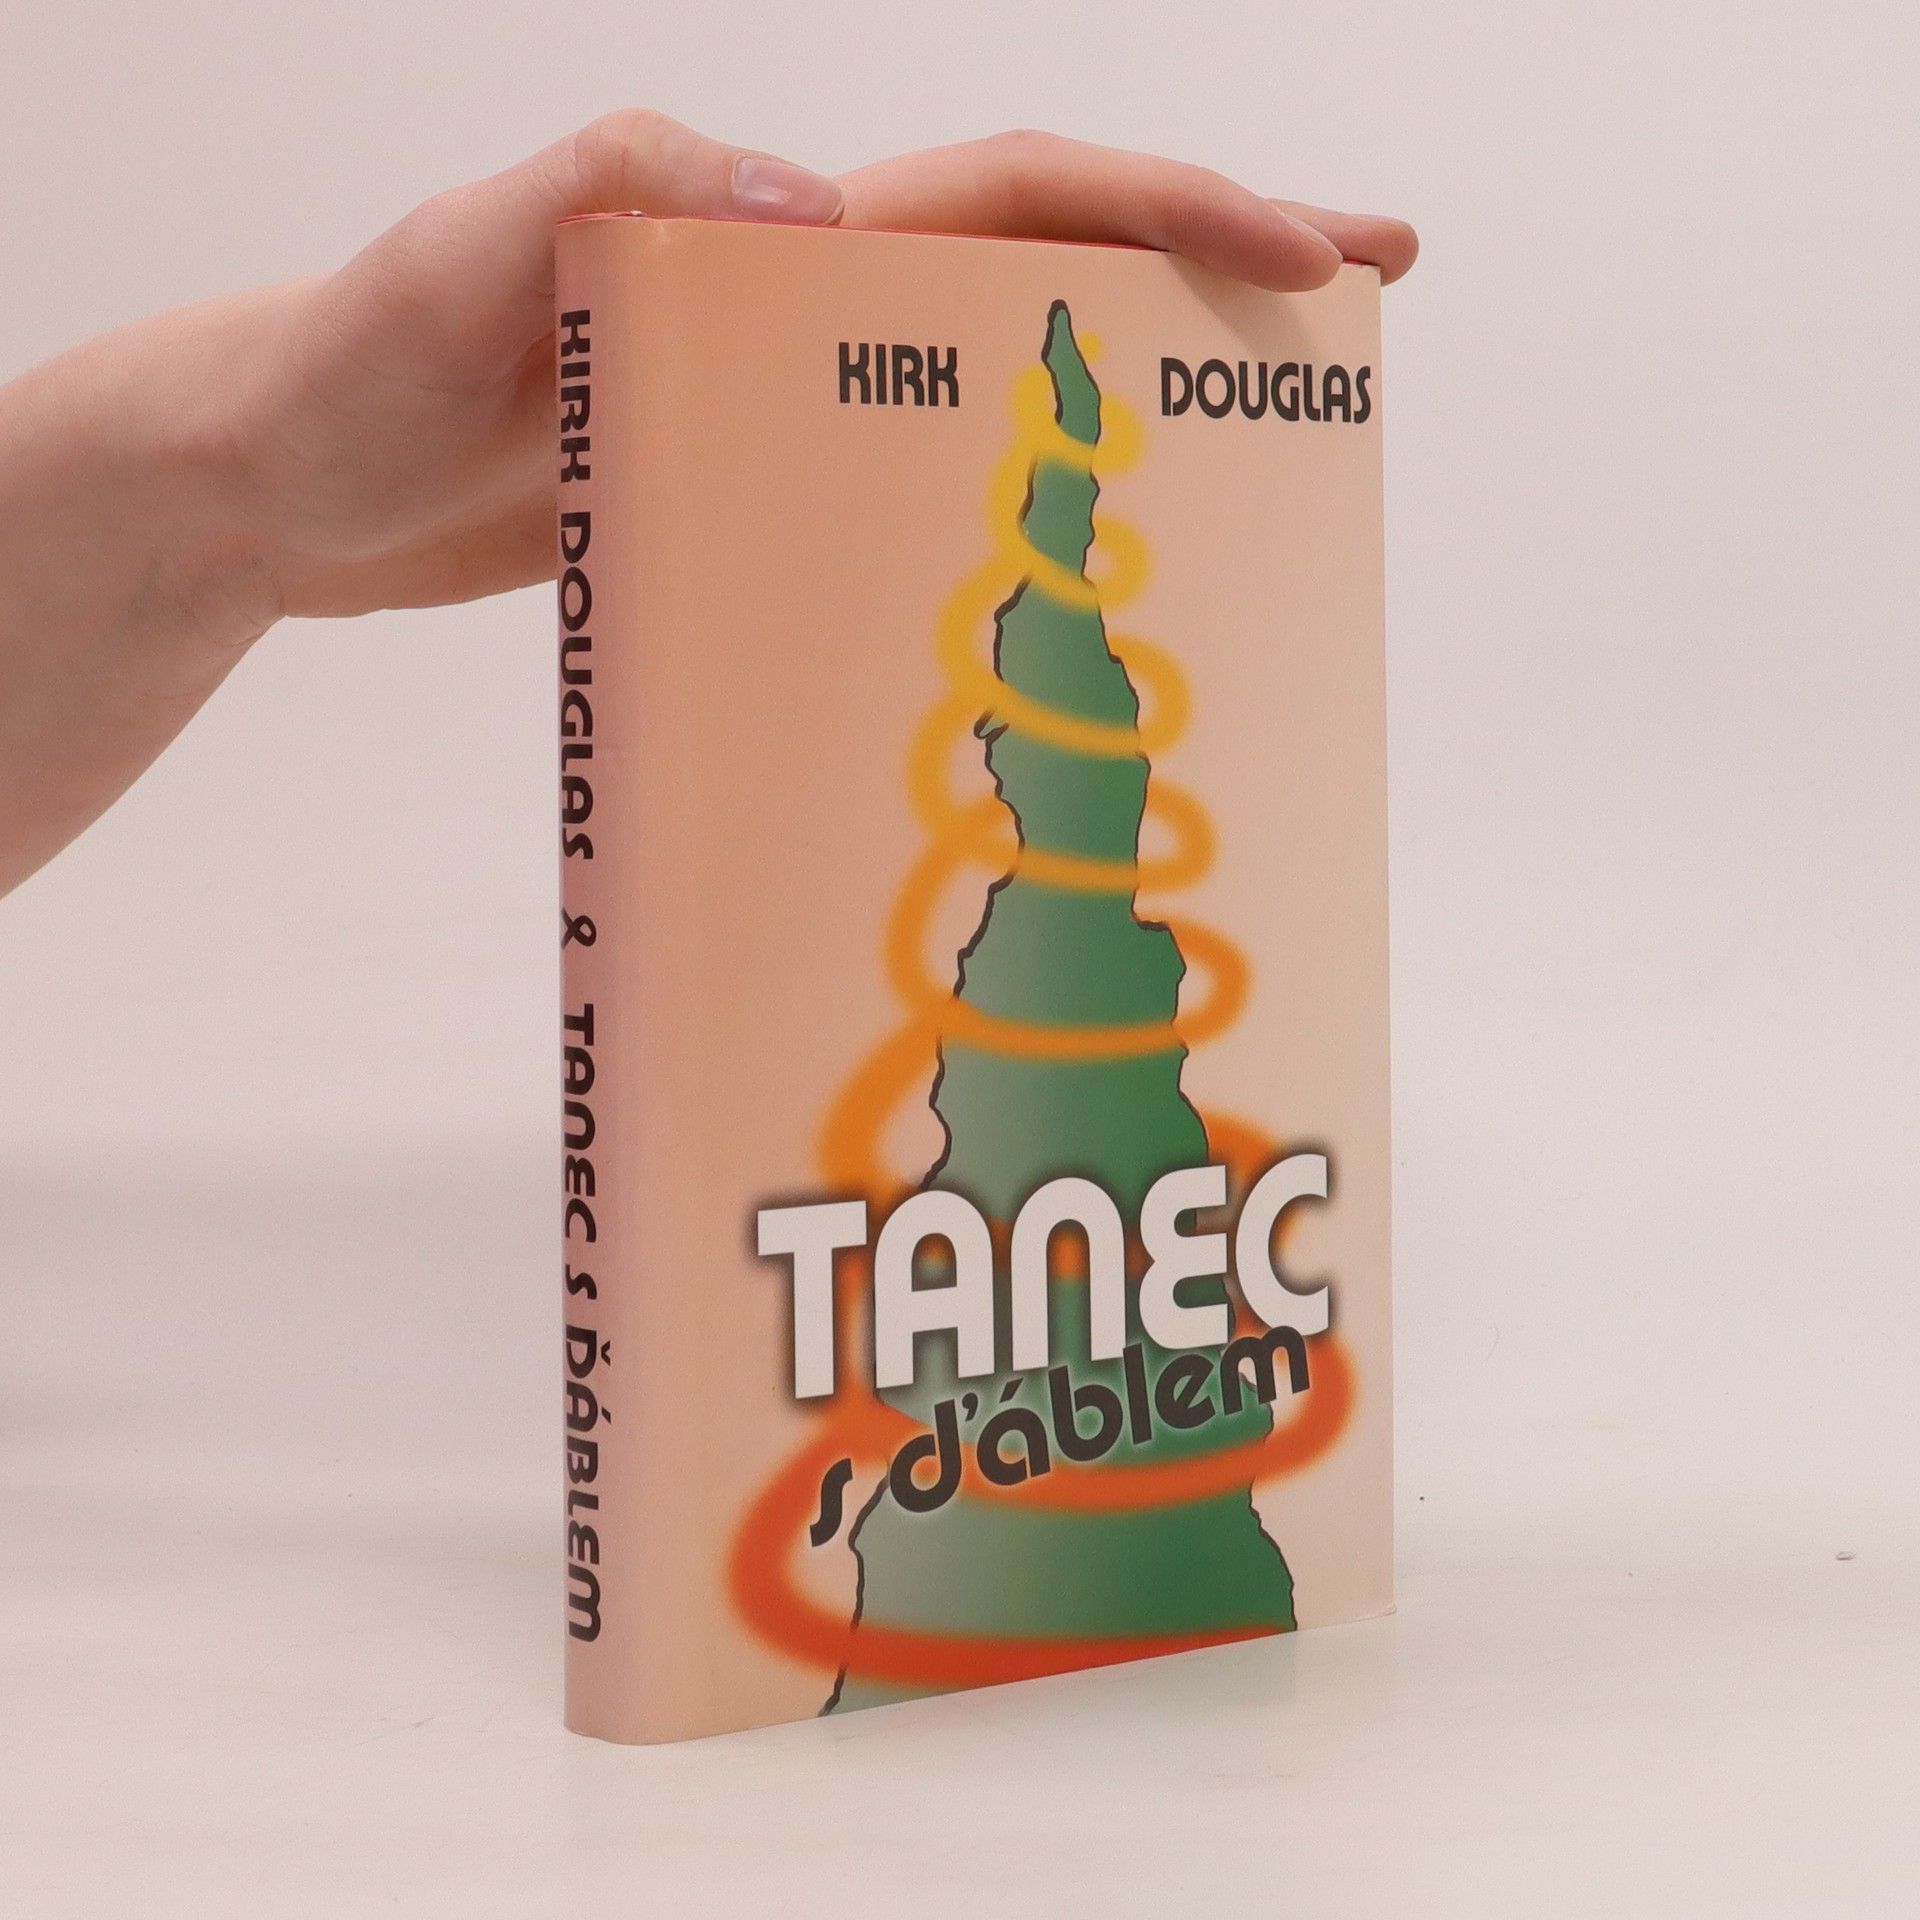 KIRK DOUGLAS & TANEC S ĎÁBLEM
KIRK DOUGLAS
TANEC
s ďáblem